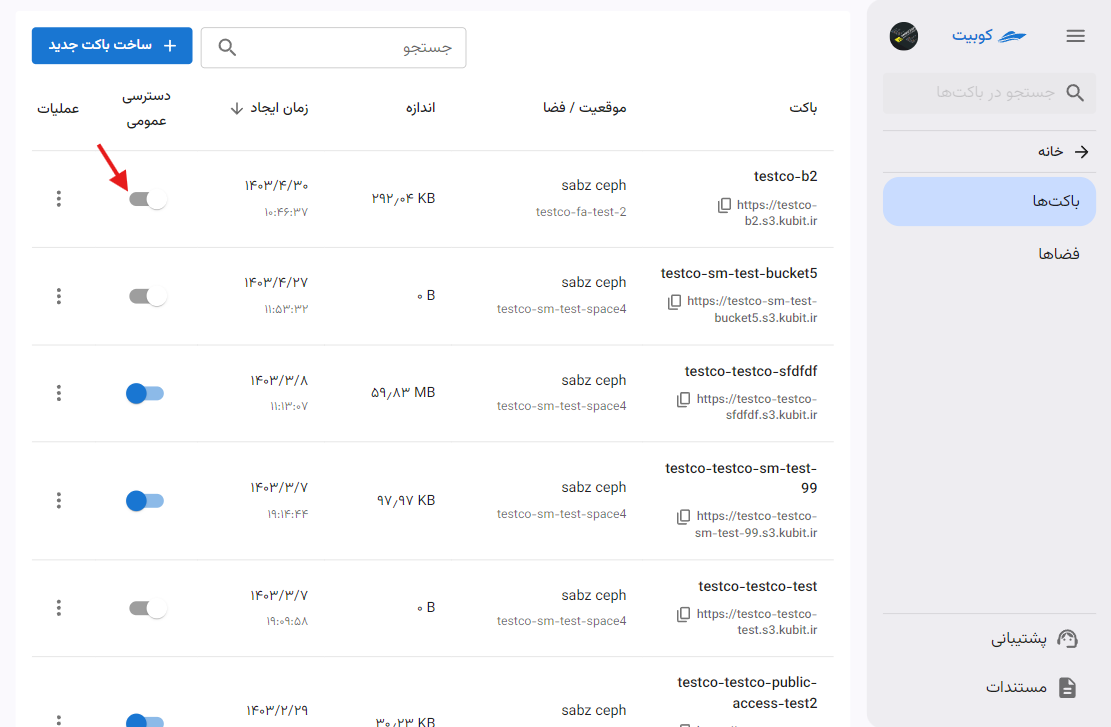 کوبیت
جستجو در باکت‌ها
خانه
باکت‌ها
فضاها
پشتیبانی
مستندات
جستجو
ساخت باکت جدید
باکت
موقعیت / فضا
اندازه
زمان ایجاد
دسترسی
عمومی
عملیات
testco-b2
https://testco-
b2.s3.kubit.ir
sabz ceph
testco-fa-test-2
۲۹۲٫۰۴ KB
۱۴۰۳/۴/۳۰
۱۰:۴۶:۳۷
testco-sm-test-bucket5
https://testco-sm-test-
bucket5.s3.kubit.ir
sabz ceph
testco-sm-test-space4
۰ B
۱۴۰۳/۴/۲۷
۱۱:۵۳:۳۲
testco-testco-sfdfdf
https://testco-testco-
sfdfdf.s3.kubit.ir
sabz ceph
testco-sm-test-space4
۵۹٫۸۳ MB
۱۴۰۳/۳/۸
۱۱:۱۳:۰۷
testco-testco-sm-test-
99
https://testco-testco-
sm-test-99.s3.kubit.ir
sabz ceph
testco-sm-test-space4
۹۷٫۹۷ KB
۱۴۰۳/۳/۷
۱۹:۱۴:۴۴
testco-testco-test
https://testco-testco-
test.s3.kubit.ir
sabz ceph
testco-sm-test-space4
۰ B
۱۴۰۳/۳/۷
۱۹:۰۹:۵۸
testco-testco-public-
access-test2
sabz ceph
۳۰٫۲۳ KB
۱۴۰۳/۲/۲۹